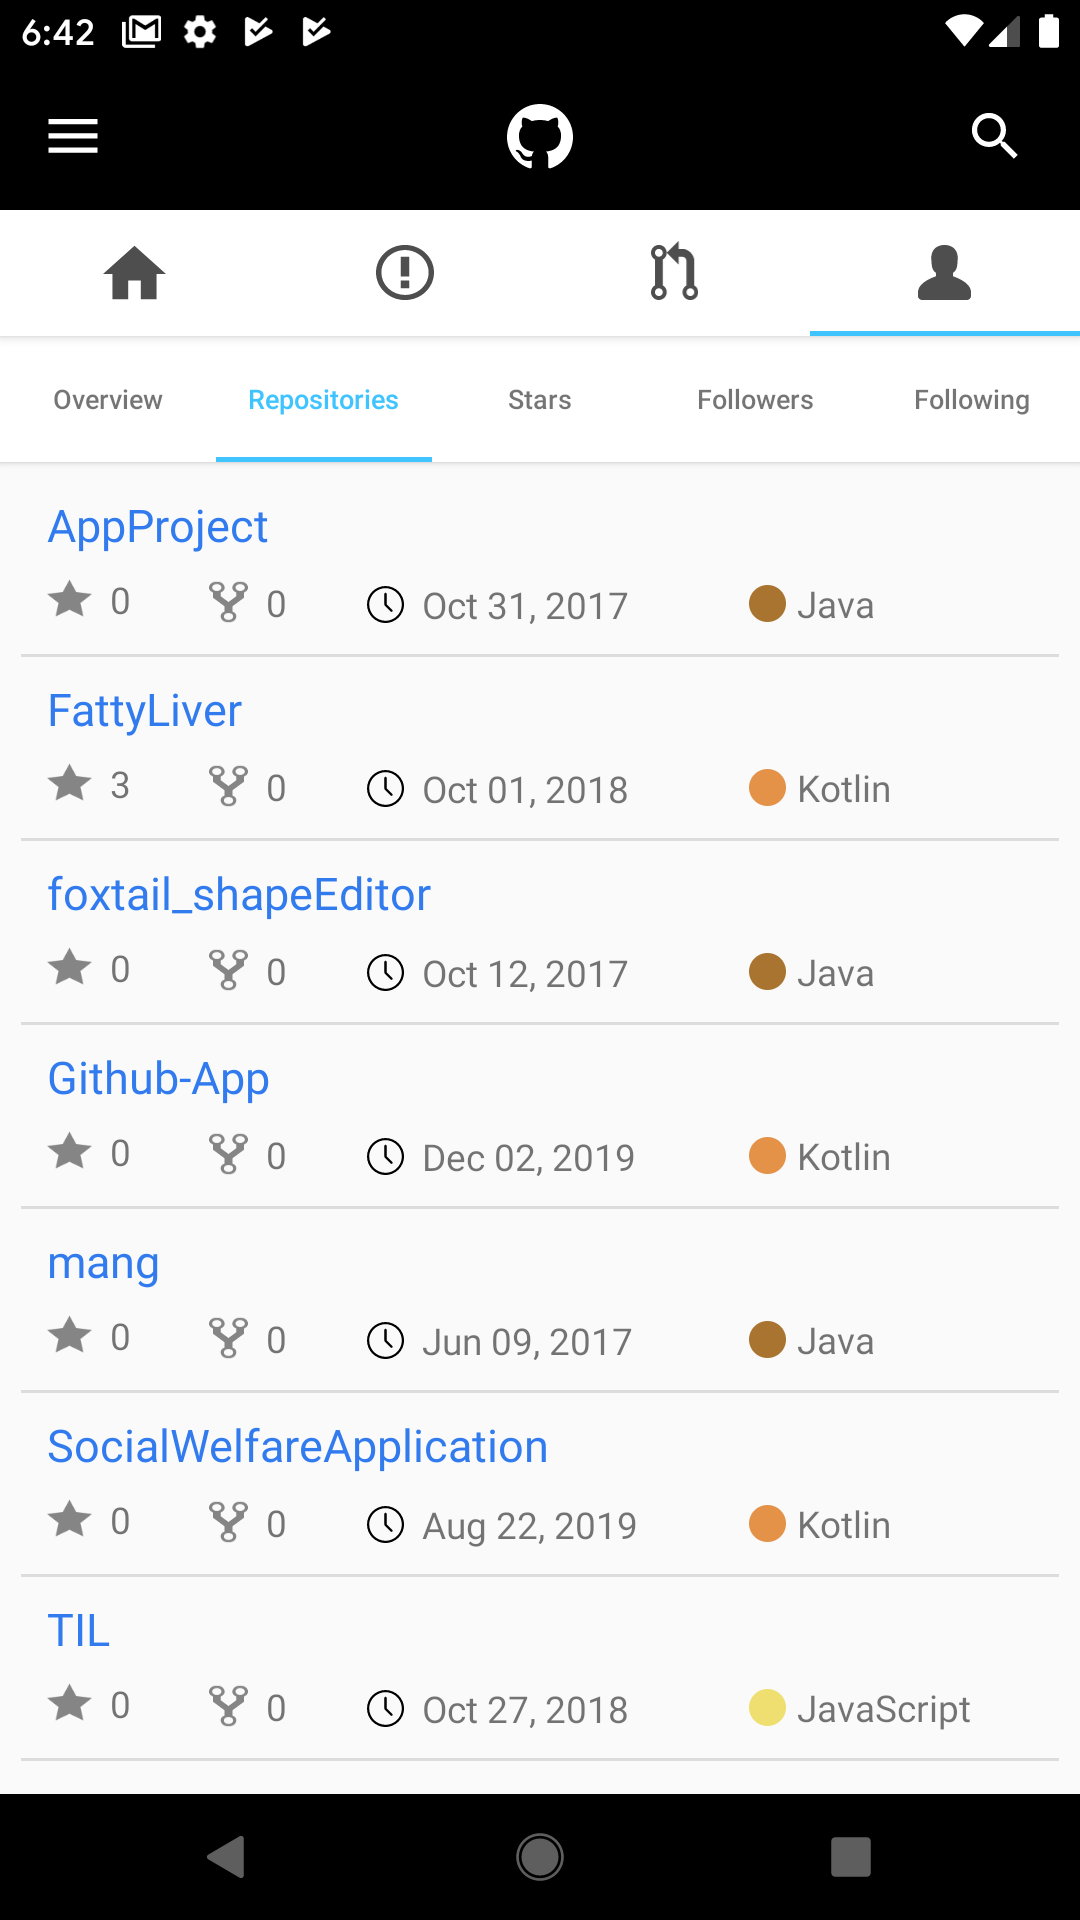 6:42
Overview Repositories Stars Followers Following
AppProject
0 0 Oct 31, 2017 Java
FattyLiver
3 0 Oct 01, 2018 Kotlin
foxtail_shapeEditor
0 0 Oct 12, 2017 Java
Github-App
0 0 Dec 02, 2019 Kotlin
mang
0 0 Jun 09, 2017 Java
SocialWelfareApplication
0 0 Aug 22, 2019 Kotlin
TIL
0 0 Oct 27, 2018 JavaScript